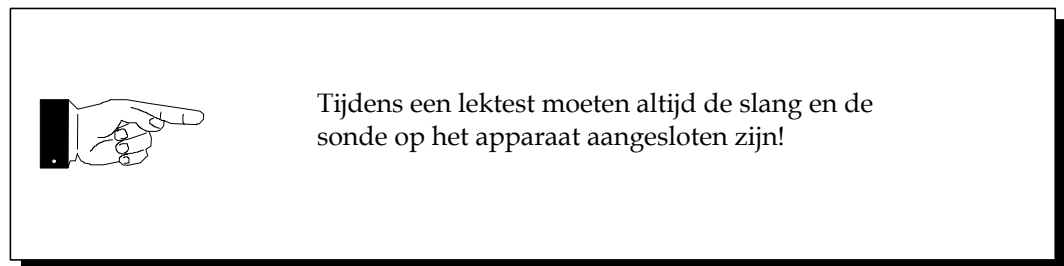 Tijdens een lektest moeten altijd de slang en de
sonde op het apparaat aangesloten zijn!